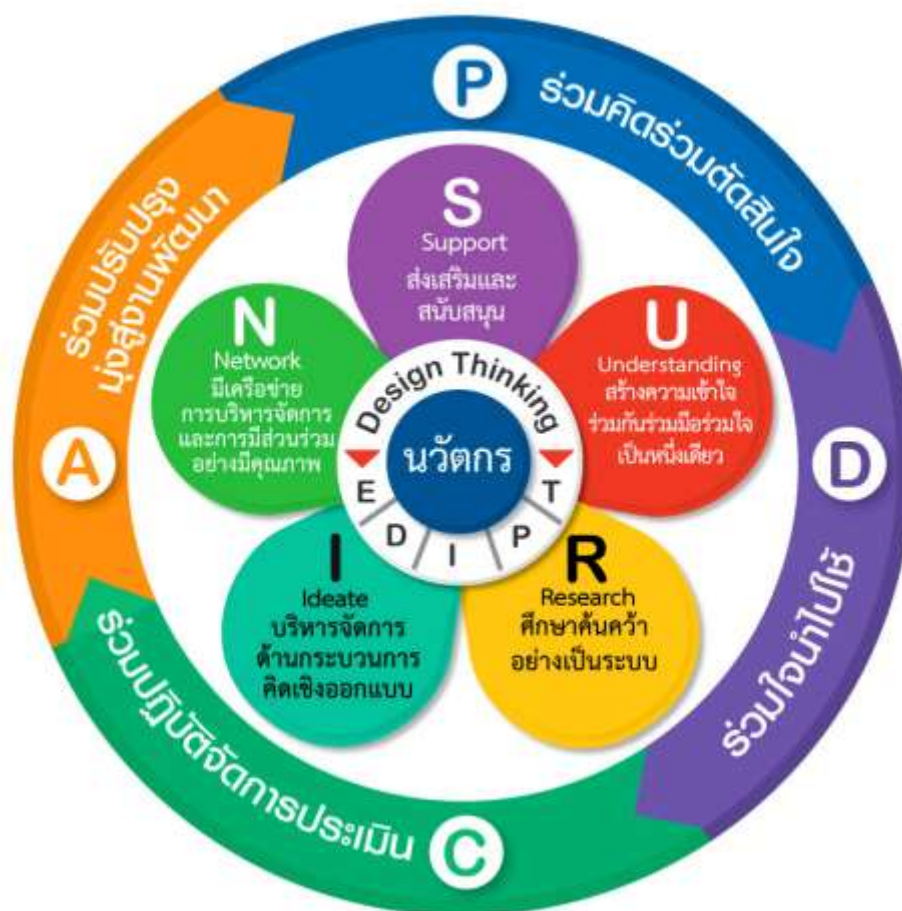 P
ร่วมคิดร่วมตัดสินใจ
D
ร่วมใจนำไปใช้
C
ร่วมปฏิบัติจัดการประเมิน
A
ร่วมปรับปรุง
มุ่งสู่งานพัฒนา
S
Support
ส่งเสริมและ
สนับสนุน
U
Understanding
สร้างความเข้าใจ
ร่วมกันร่วมมือร่วมใจ
เป็นหนึ่งเดียว
R
Research
ศึกษาค้นคว้า
อย่างเป็นระบบ
I
Ideate
บริหารจัดการ
ด้านกระบวนการ
คิดเชิงออกแบบ
N
Network
มีเครือข่าย
การบริหารจัดการ
และการมีส่วนร่วม
อย่างมีคุณภาพ
Design Thinking
E
D
I
P
T
นวัตกร